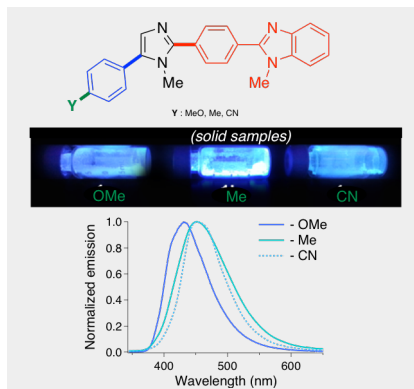 N
N
N
N
Me
Me
Y
Y : MeO, Me, CN
(solid samples)
OMe
Me
CN
Normalized emission
1.0
0.8
0.6
0.4
0.2
0.0
- OMe
- Me
- CN
400
500
600
Wavelength (nm)